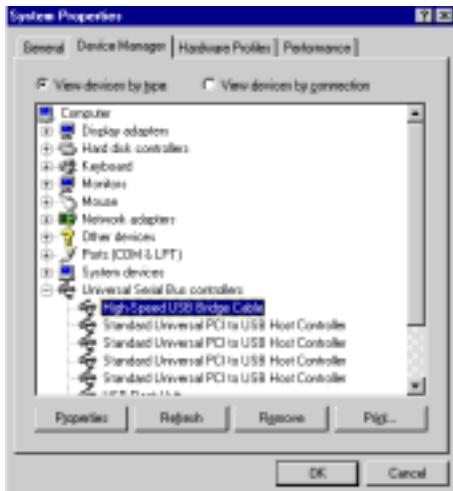 System Properties
General Device Manager Hardware Profiles Performance
View devices by type View devices by connection
Computer
Display adapters
Hard disk controllers
Keyboard
Monitors
Mouse
Network adapters
Other devices
Ports (COM & LPT)
System devices
Universal Serial Bus controllers
High-Speed USB Bridge Cable
Standard Universal PCI to USB Host Controller
Standard Universal PCI to USB Host Controller
Standard Universal PCI to USB Host Controller
Standard Universal PCI to USB Host Controller
USB Root Hub
Properties Refresh Remove Print...
OK Cancel